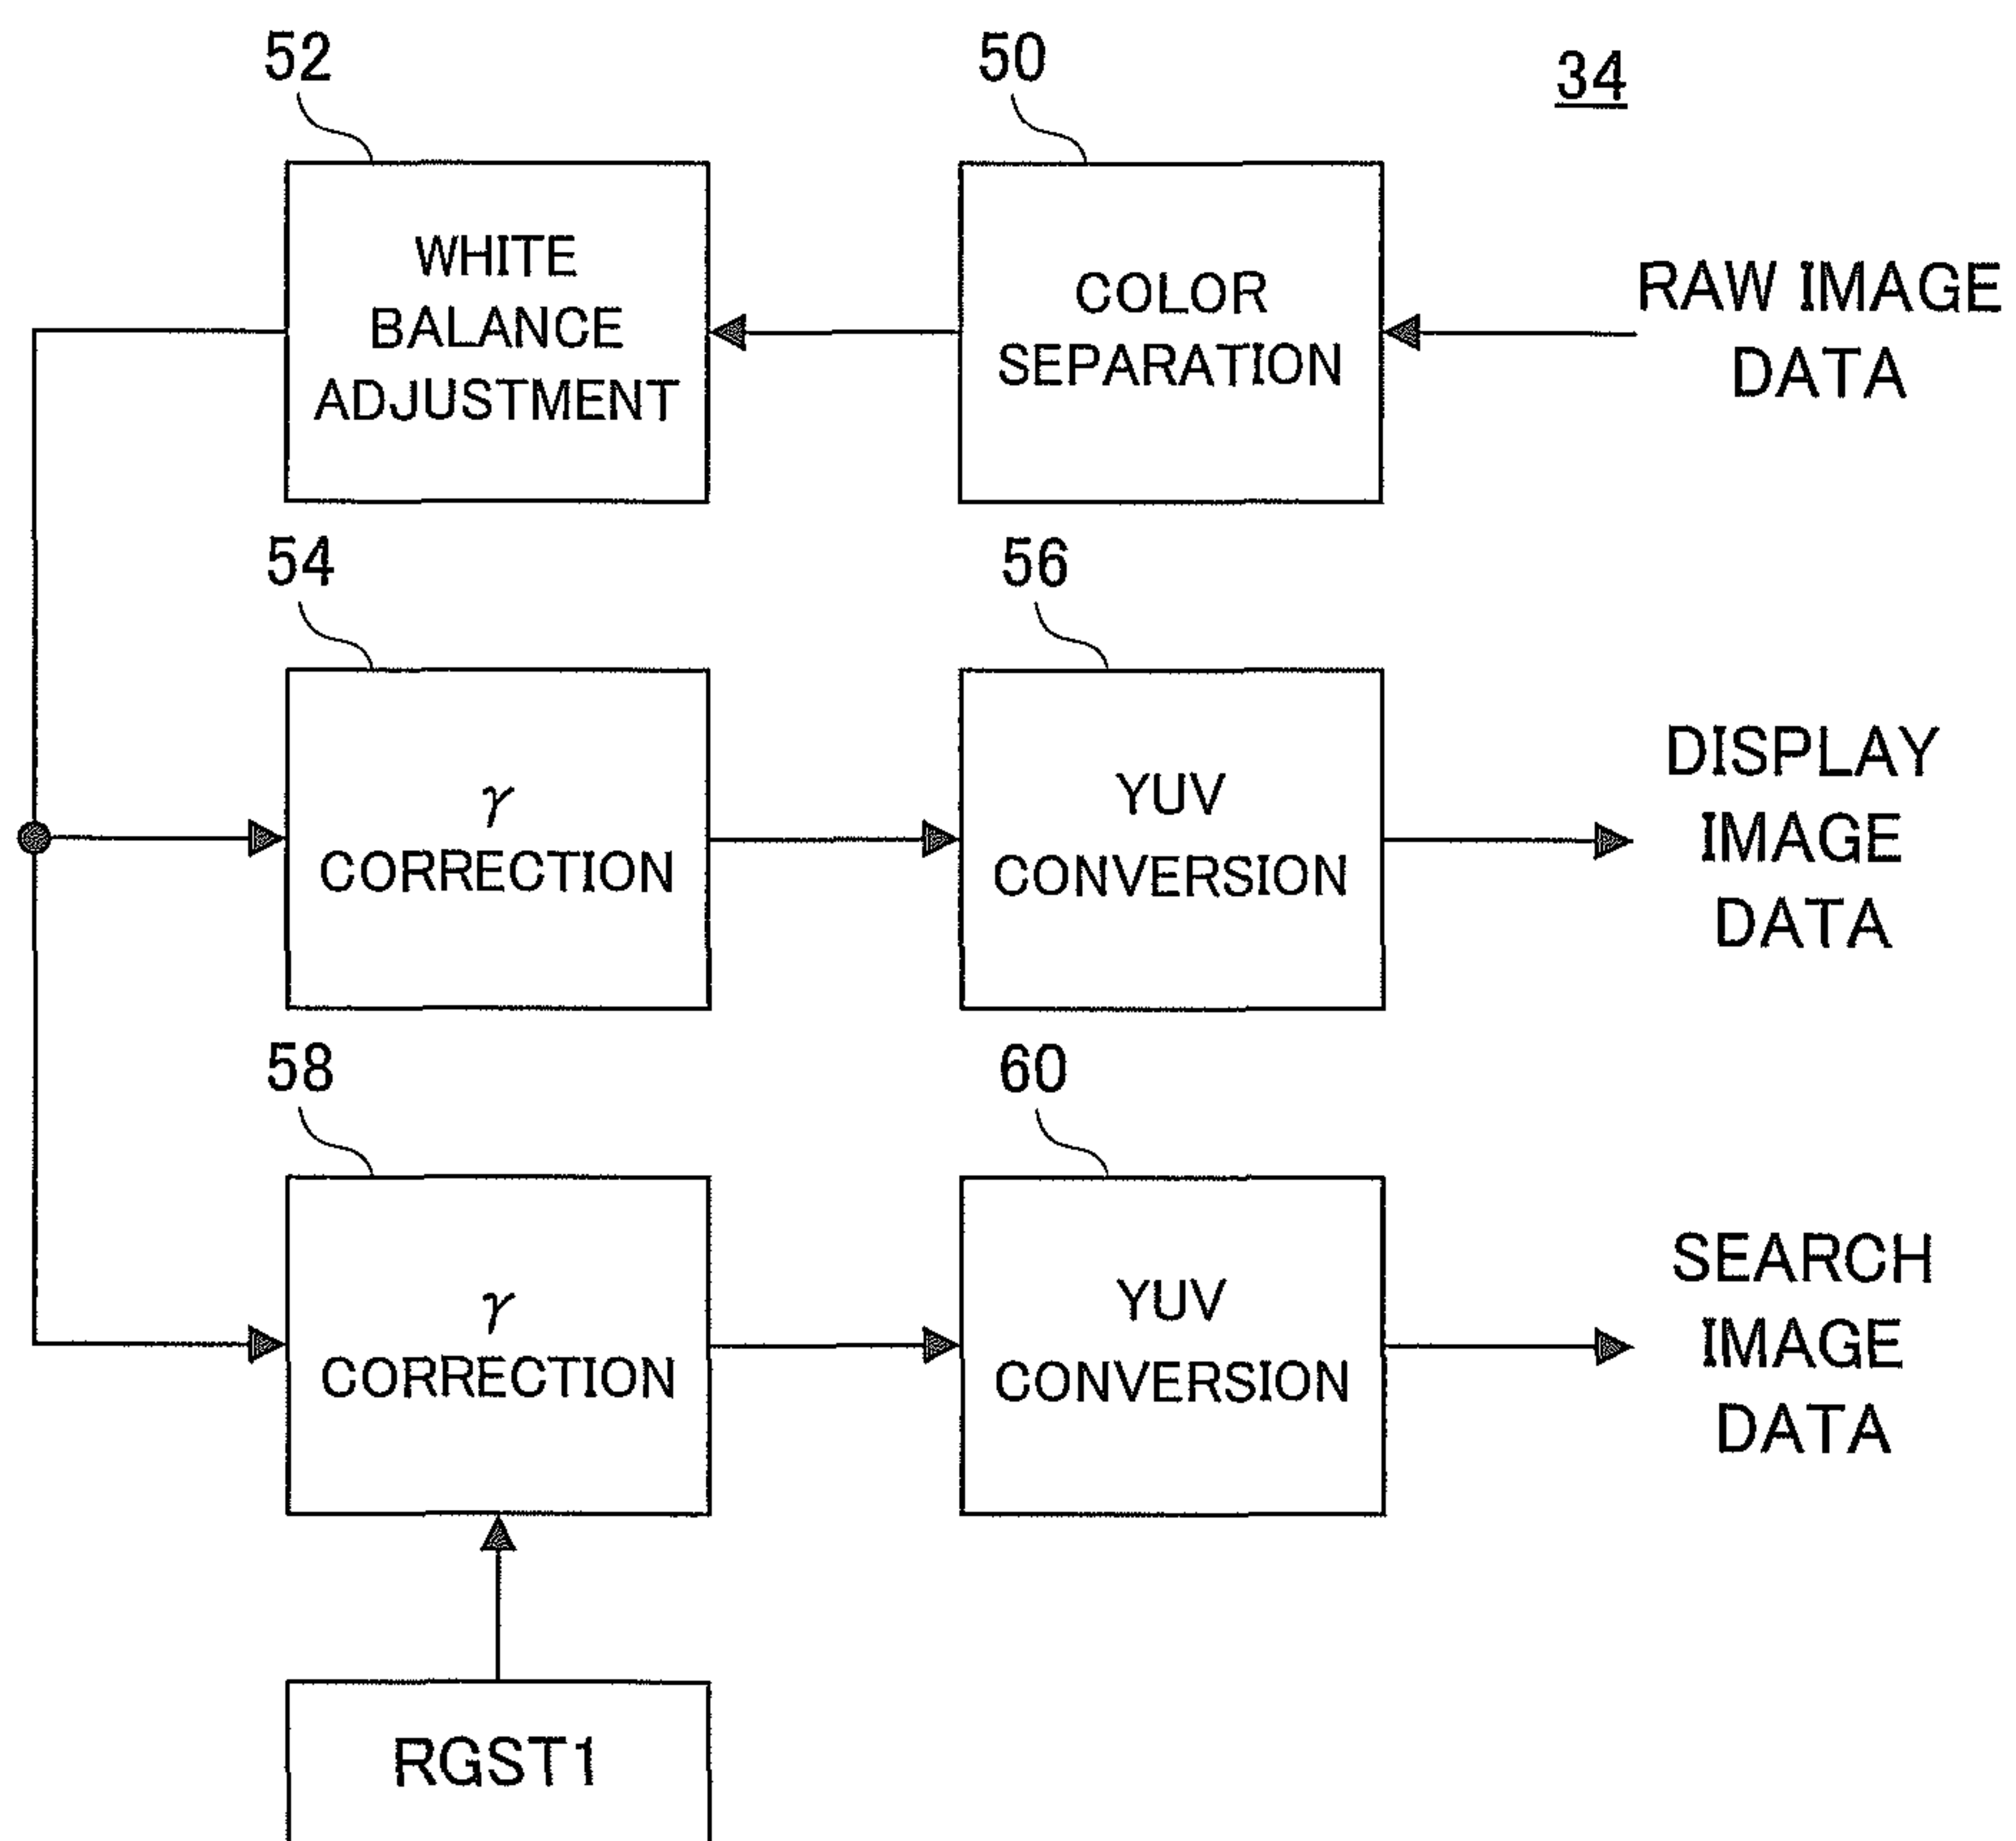 52
50
34
WHITE
BALANCE
ADJUSTMENT
COLOR
SEPARATION
RAW IMAGE
DATA
54
56
γ
CORRECTION
YUV
CONVERSION
DISPLAY
IMAGE
DATA
58
60
γ
CORRECTION
YUV
CONVERSION
SEARCH
IMAGE
DATA
RGST1